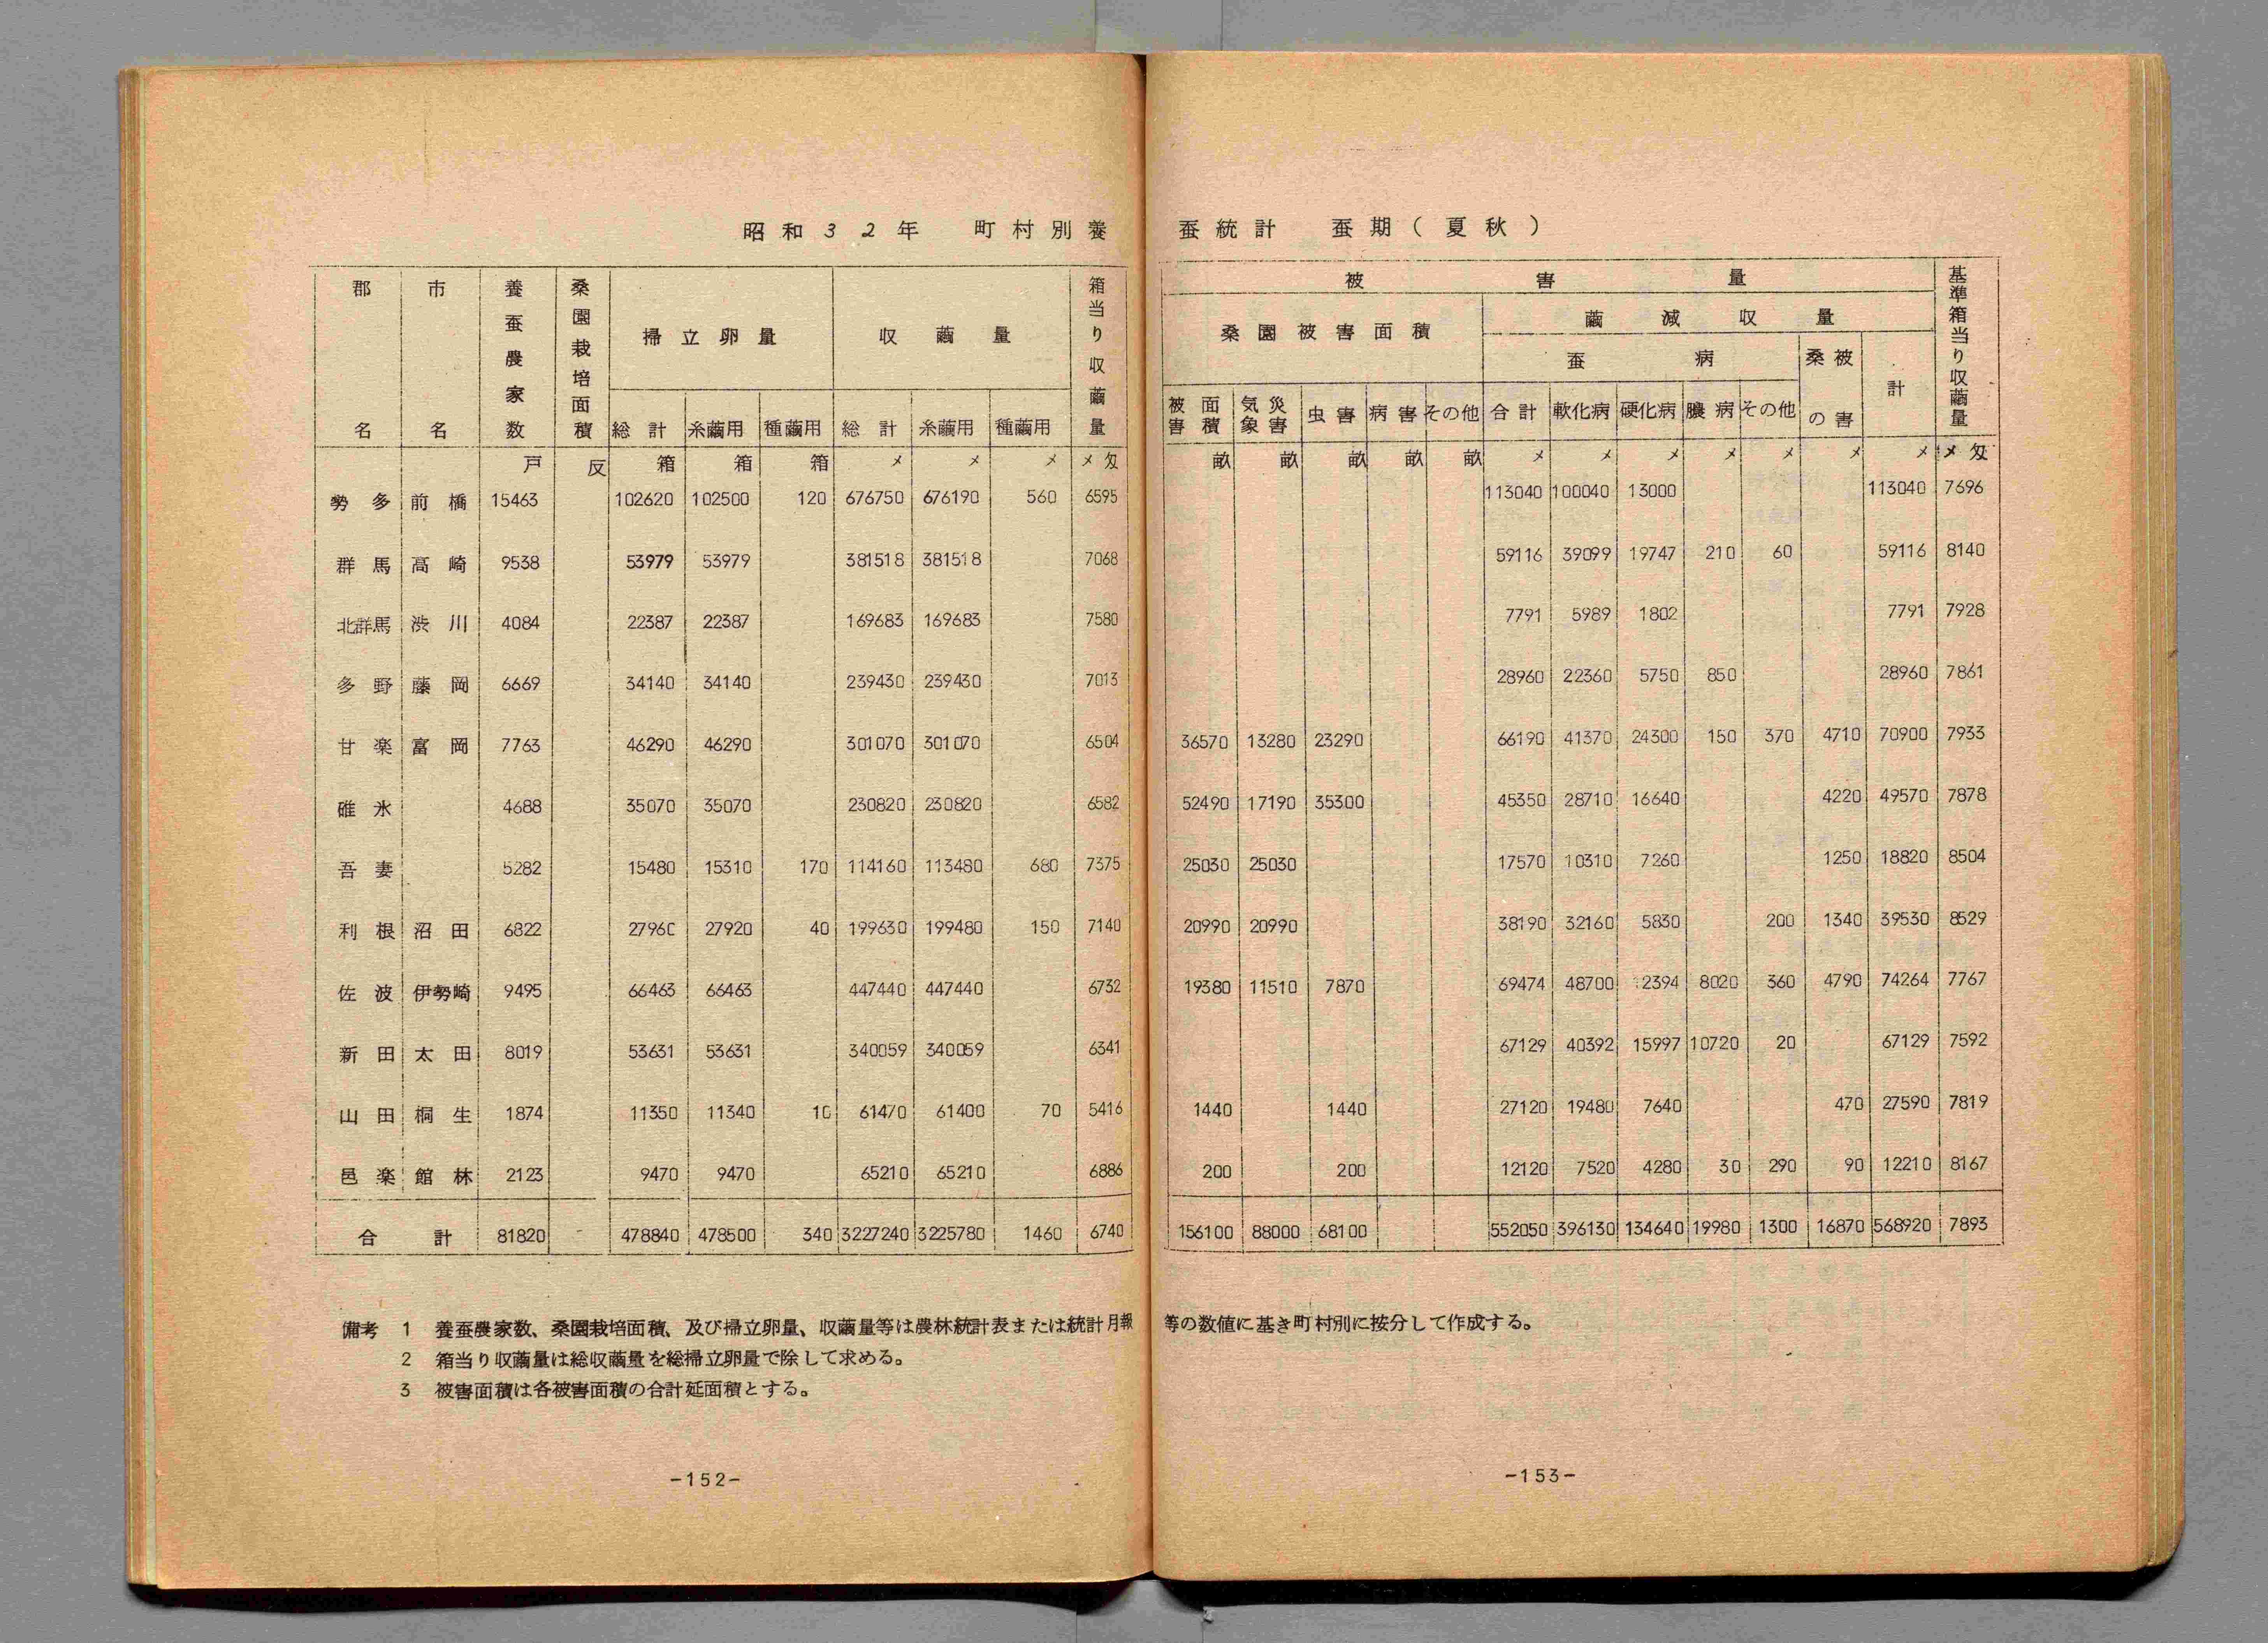 昭和32年 町村別養蚕統計 蚕期(夏秋)
郡名 市名 養蚕農家数 桑園栽培面積 掃立卵量 収繭量 箱当り収繭量 被害量 基準箱当り収繭量
桑園被害面積 繭減収量
蚕病 桑被の害 計
総計 糸繭用 種繭用 総計 糸繭用 種繭用 被害面積 気象災害 虫害 病害 その他 合計 軟化病 硬化病 膿病 その他
戸 反 箱 箱 箱 メ メ メ メ匁 畝 畝 畝 畝 畝 メ メ メ メ メ メ メ メ匁
勢多 前橋 15463 102620 102500 120 676750 676190 560 6595 113040 100040 13000 113040 7696
群馬 高崎 9538 53979 53979 381518 381518 7068 59116 39099 19747 210 60 59116 8140
北群馬 渋川 4084 22387 22387 169683 169683 7580 7791 5989 1802 7791 7928
多野 藤岡 6669 34140 34140 239430 239430 7013 28960 22360 5750 850 28960 7861
甘楽 富岡 7763 46290 46290 301070 301070 6504 36570 13280 23290 66190 41370 24300 150 370 4710 70900 7933
碓氷 4688 35070 35070 230820 230820 6582 52490 17190 35300 45350 28710 16640 4220 49570 7878
吾妻 5282 15480 15310 170 114160 113480 680 7375 25030 25030 17570 10310 7260 1250 18820 8504
利根 沼田 6822 27960 27920 40 199630 199480 150 7140 20990 20990 38190 32160 5830 200 1340 39530 8529
佐波 伊勢崎 9495 66463 66463 447440 447440 6732 19380 11510 7870 69474 48700 12394 8020 360 4790 74264 7767
新田 太田 8019 53631 53631 340059 340059 6341 67129 40392 15997 10720 20 67129 7592
山田 桐生 1874 11350 11340 10 61470 61400 70 5416 1440 1440 27120 19480 7640 470 27590 7819
邑楽 館林 2123 9470 9470 65210 65210 6886 200 200 12120 7520 4280 30 290 90 12210 8167
合計 81820 478840 478500 340 3227240 3225780 1460 6740 156100 88000 68100 552050 396130 134640 19980 1300 16870 568920 7893
備考 1 養蚕農家数、桑園栽培面積、及び掃立卵量、収繭量等は農林統計表または統計月報等の数値に基き町村別に按分して作成する。
2 箱当り収繭量は総収繭量を総掃立卵量で除して求める。
3 被害面積は各被害面積の合計延面積とする。
-152-
-153-